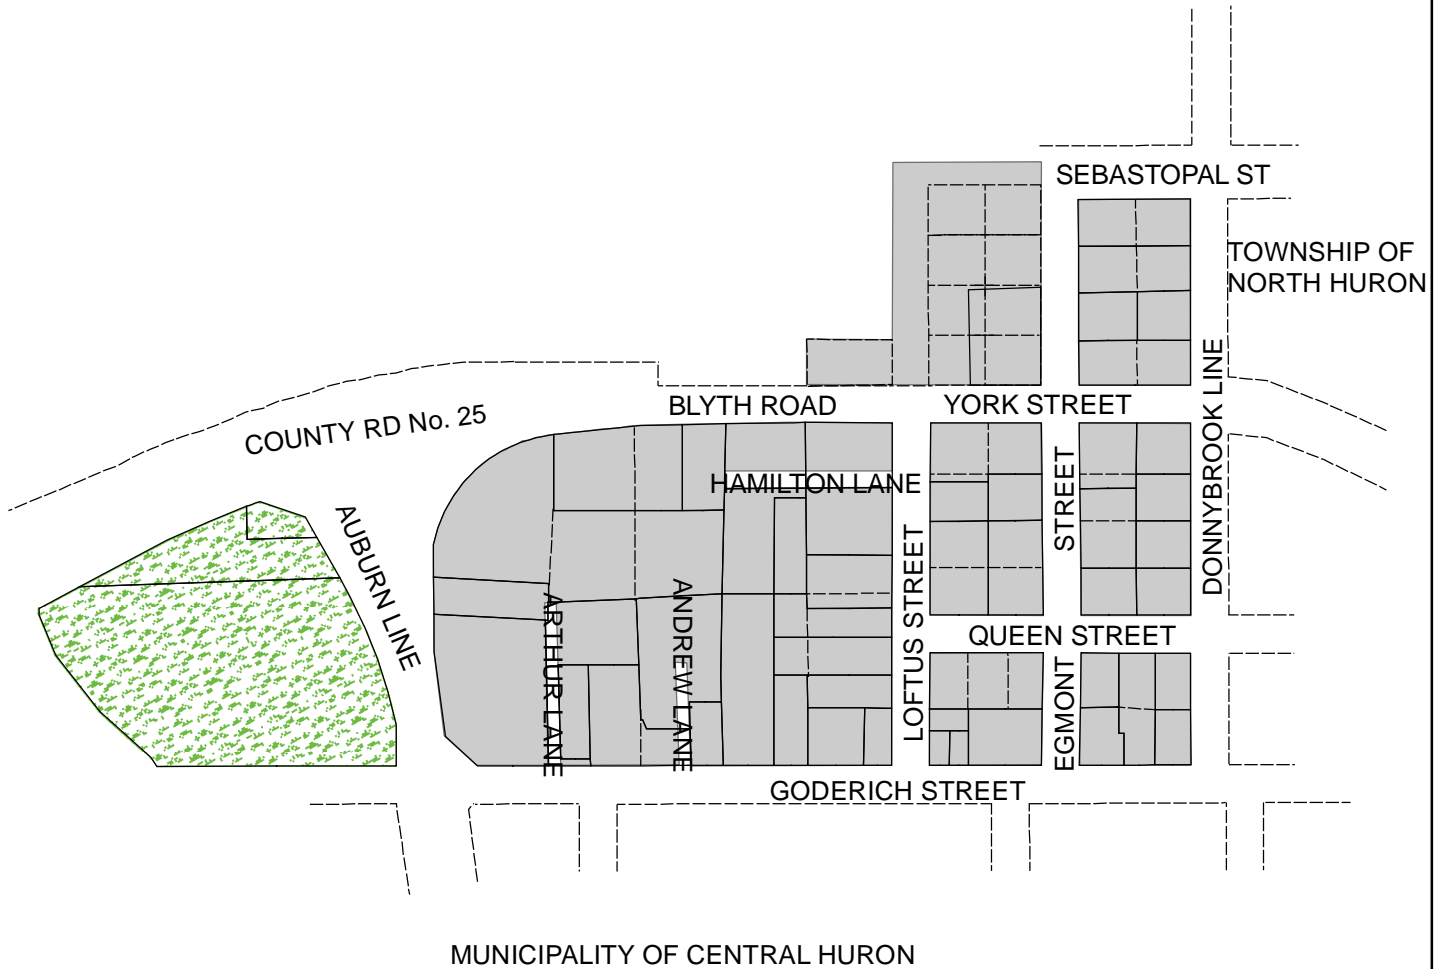 SEBASTOPAL ST
TOWNSHIP OF
NORTH HURON
BLYTH ROAD
YORK STREET
COUNTY RD No. 25
DONNYBROOK LINE
HAMILTON LANE
STREET
AUBURN LINE
LOFTUS STREET
ARTHUR LANE
ANDREW LANE
QUEEN STREET
EGMONT
GODERICH STREET
MUNICIPALITY OF CENTRAL HURON